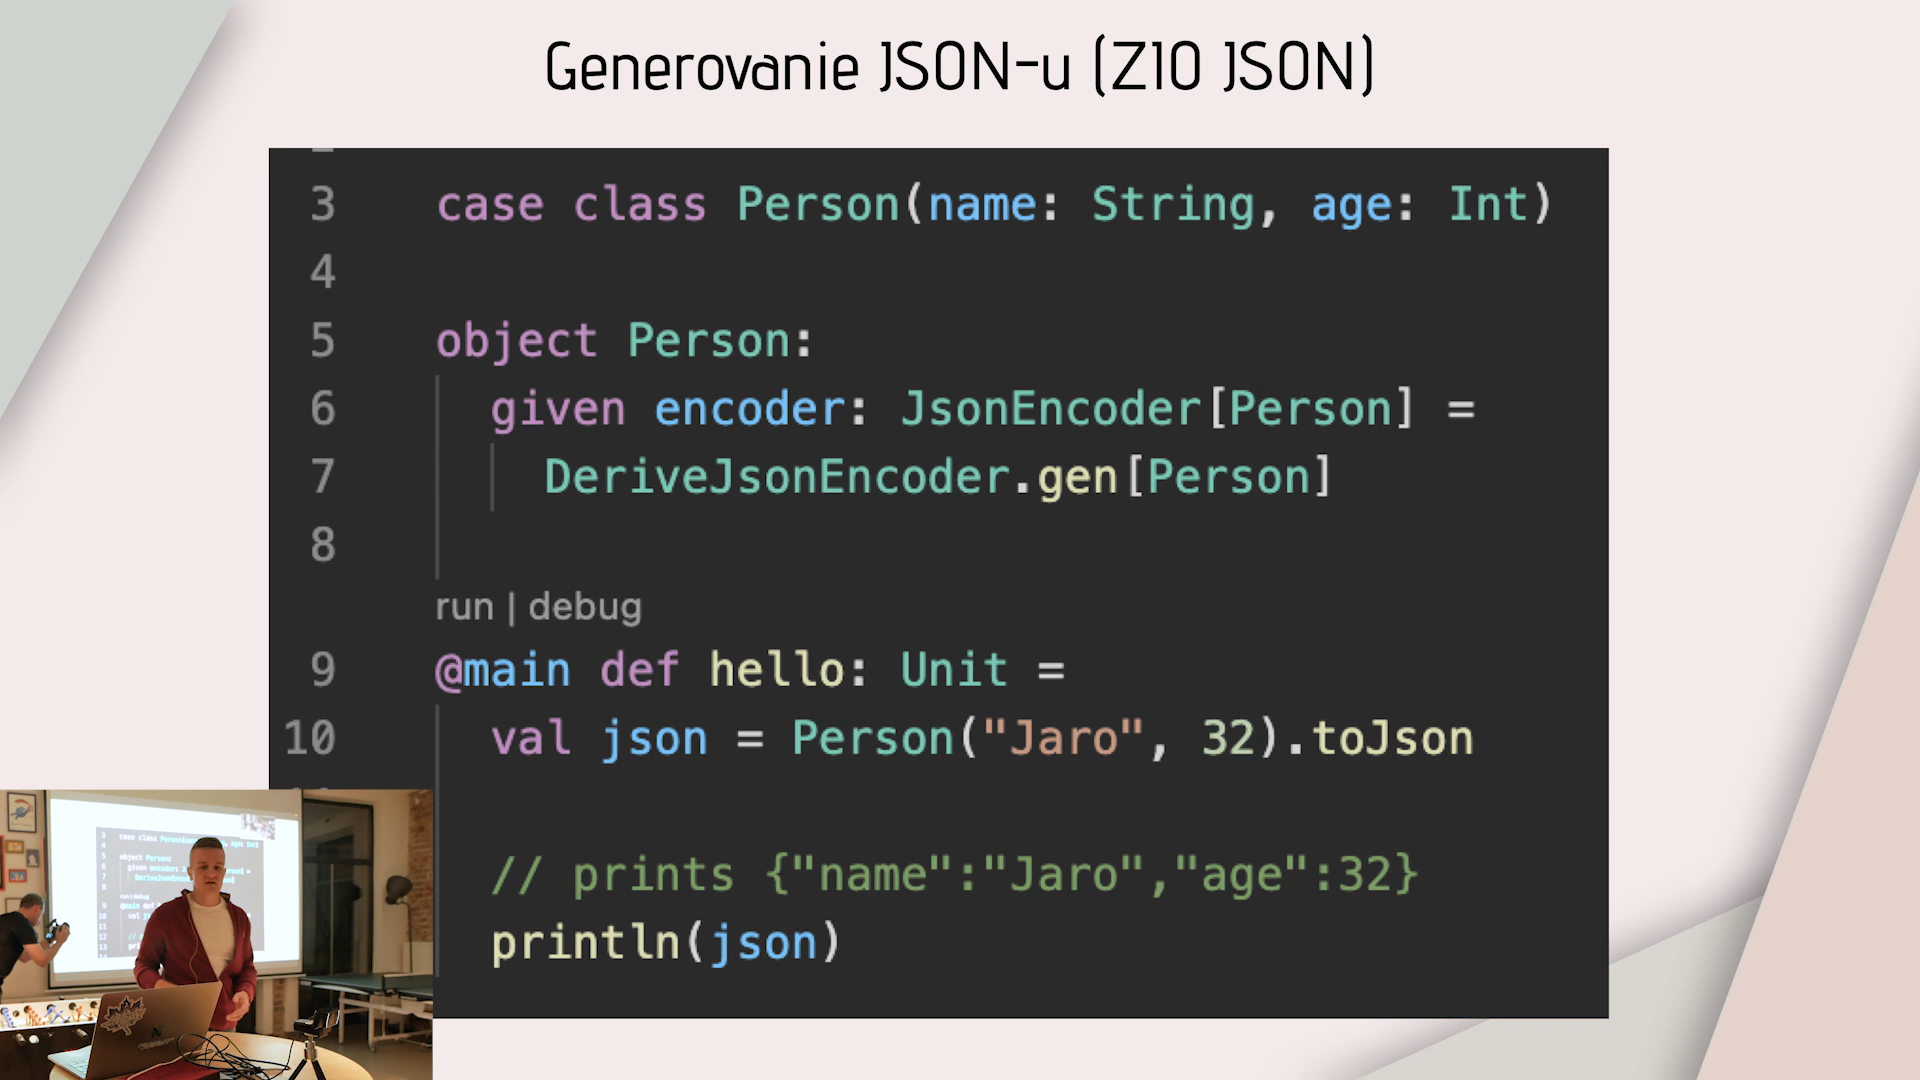 Generovanie JSON-u (ZIO JSON)
3 case class Person(name: String, age: Int)
4
5 object Person:
6 given encoder: JsonEncoder[Person] =
7 DeriveJsonEncoder.gen[Person]
8
run | debug
9 @main def hello: Unit =
10 val json = Person("Jaro", 32).toJson
// prints {"name":"Jaro","age":32}
println(json)